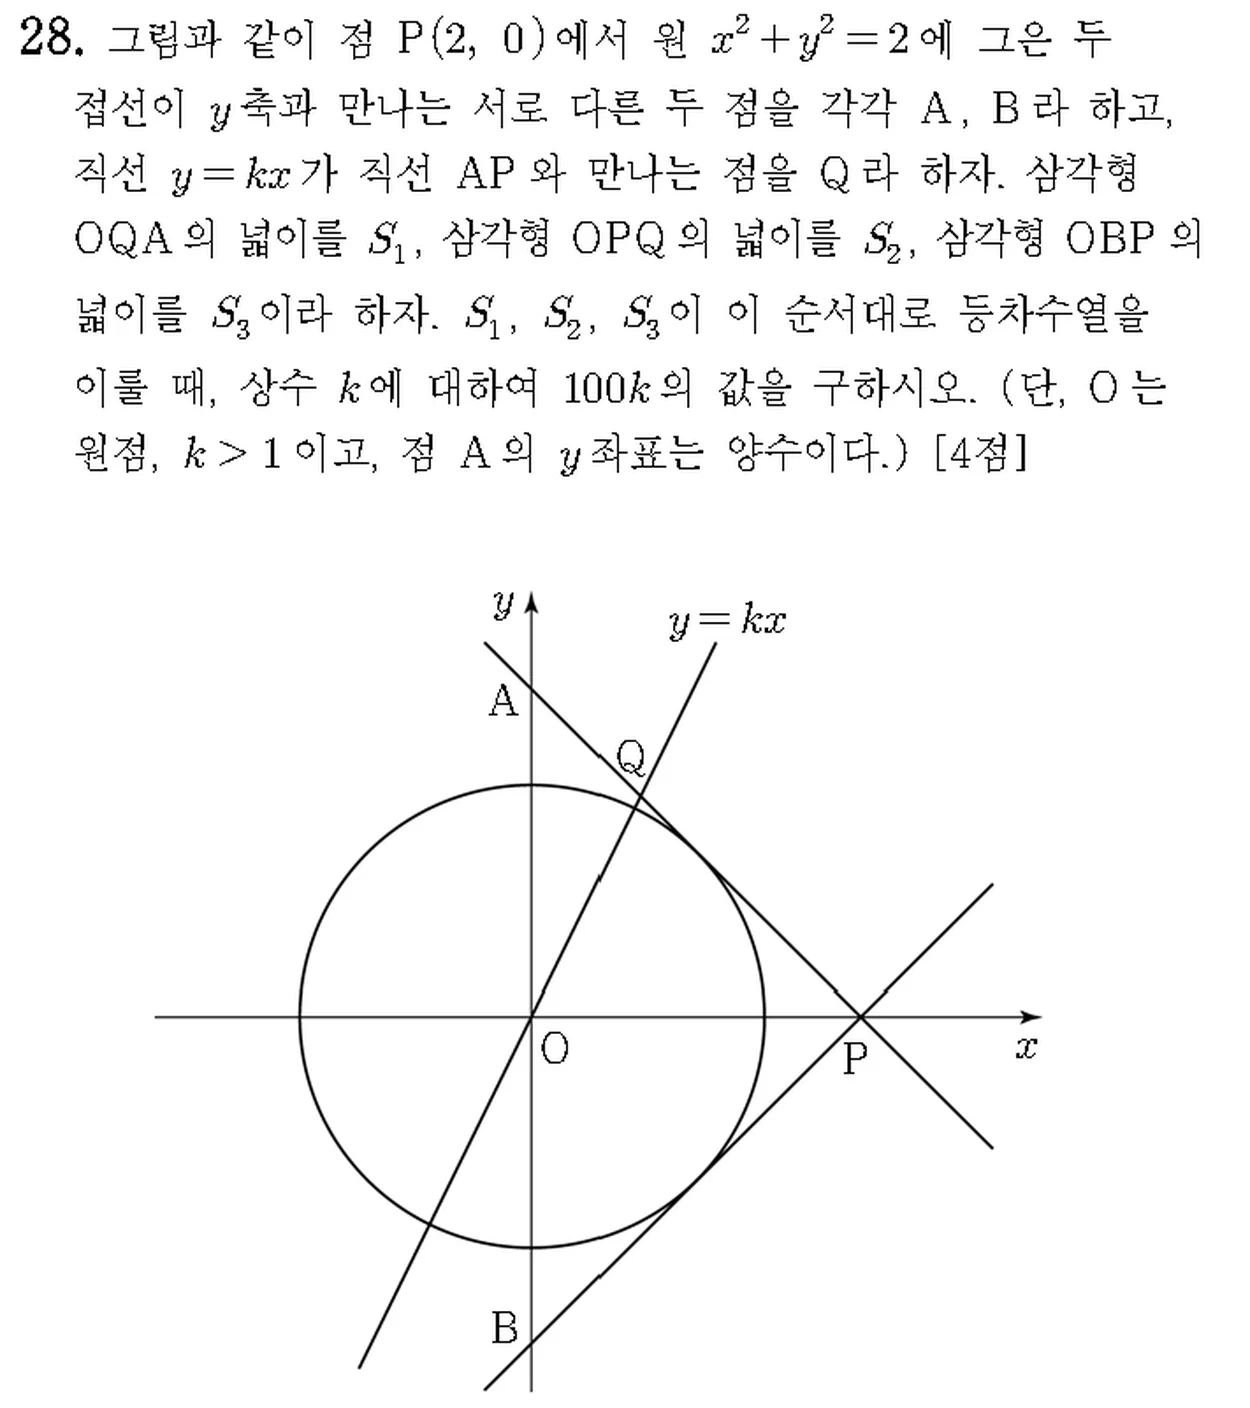 28. 그림과 같이 점 P(2, 0)에서 원 x²+y²=2에 그은 두
접선이 y축과 만나는 서로 다른 두 점을 각각 A, B라 하고,
직선 y=kx가 직선 AP와 만나는 점을 Q라 하자. 삼각형
OQA의 넓이를 S₁, 삼각형 OPQ의 넓이를 S₂, 삼각형 OBP의
넓이를 S₃이라 하자. S₁, S₂, S₃이 이 순서대로 등차수열을
이룰 때, 상수 k에 대하여 100k의 값을 구하시오. (단, O는
원점, k>1이고, 점 A의 y좌표는 양수이다.) [4점]
y
y=kx
A
Q
O
P
x
B